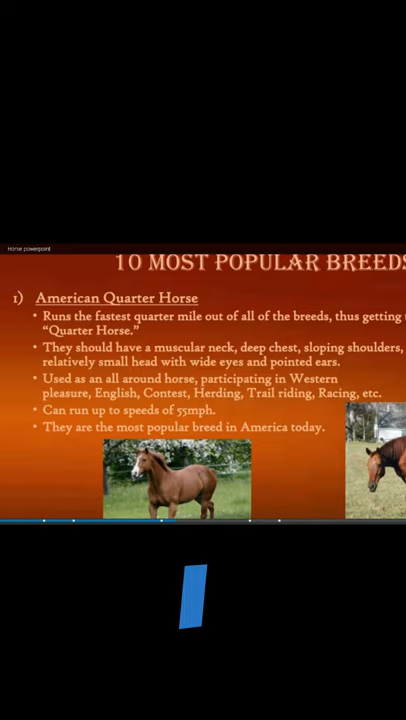 Horse powerpoint
10 MOST POPULAR BREEDS
1) American Quarter Horse
• Runs the fastest quarter mile out of all of the breeds, thus getting
"Quarter Horse."
• They should have a muscular neck, deep chest, sloping shoulders,
relatively small head with wide eyes and pointed ears.
• Used as an all around horse, participating in Western
pleasure, English, Contest, Herding, Trail riding, Racing, etc.
• Can run up to speeds of 55mph.
• They are the most popular breed in America today.